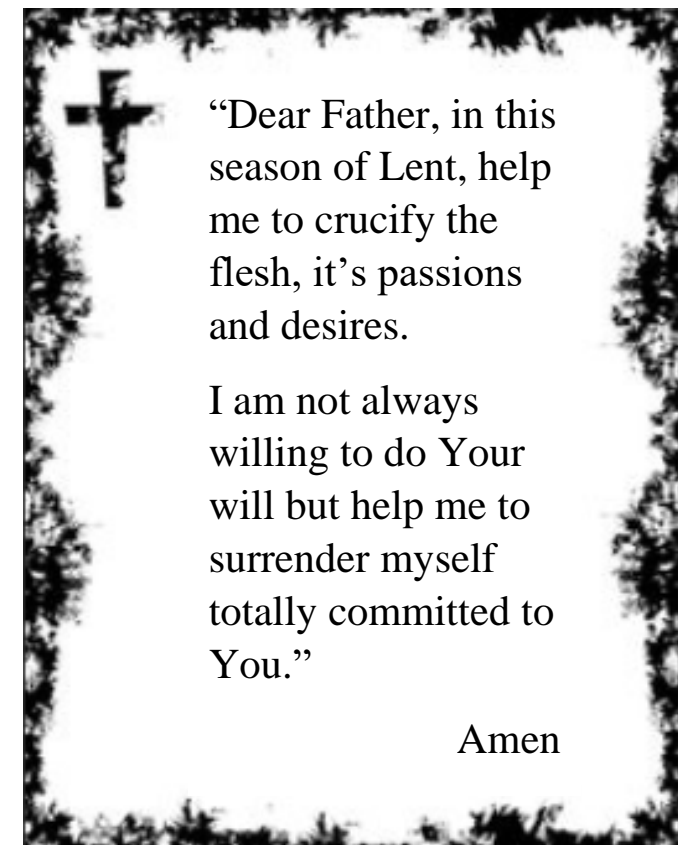 “Dear Father, in this
season of Lent, help
me to crucify the
flesh, it’s passions
and desires.
I am not always
willing to do Your
will but help me to
surrender myself
totally committed to
You.”
Amen